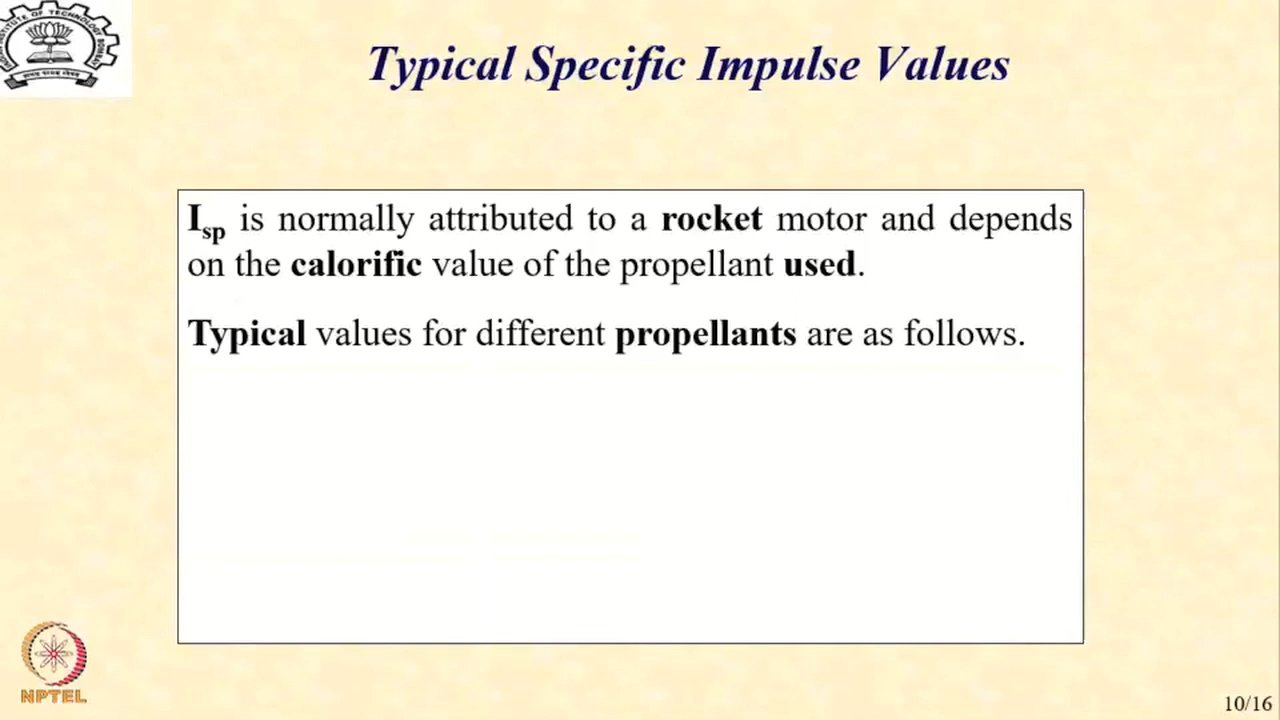 Typical Specific Impulse Values
Isp is normally attributed to a rocket motor and depends
on the calorific value of the propellant used.
Typical values for different propellants are as follows.
NPTEL
10/16